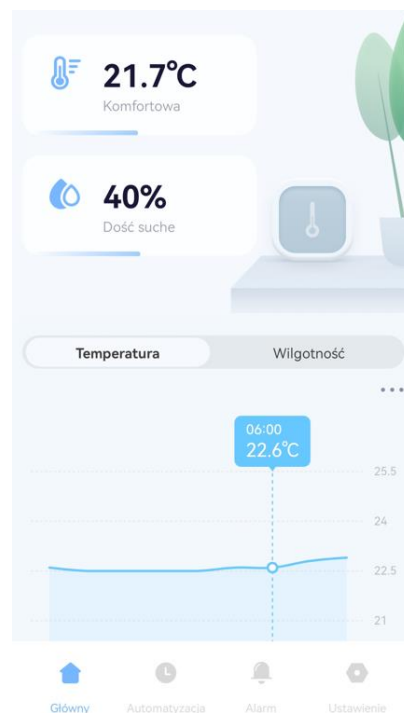 21.7°C
Komfortowa
40%
Dość suche
Temperatura Wilgotność
06:00
22.6°C
25.5
24
22.5
21
Główny Automatyzacja Alarm Ustawienie